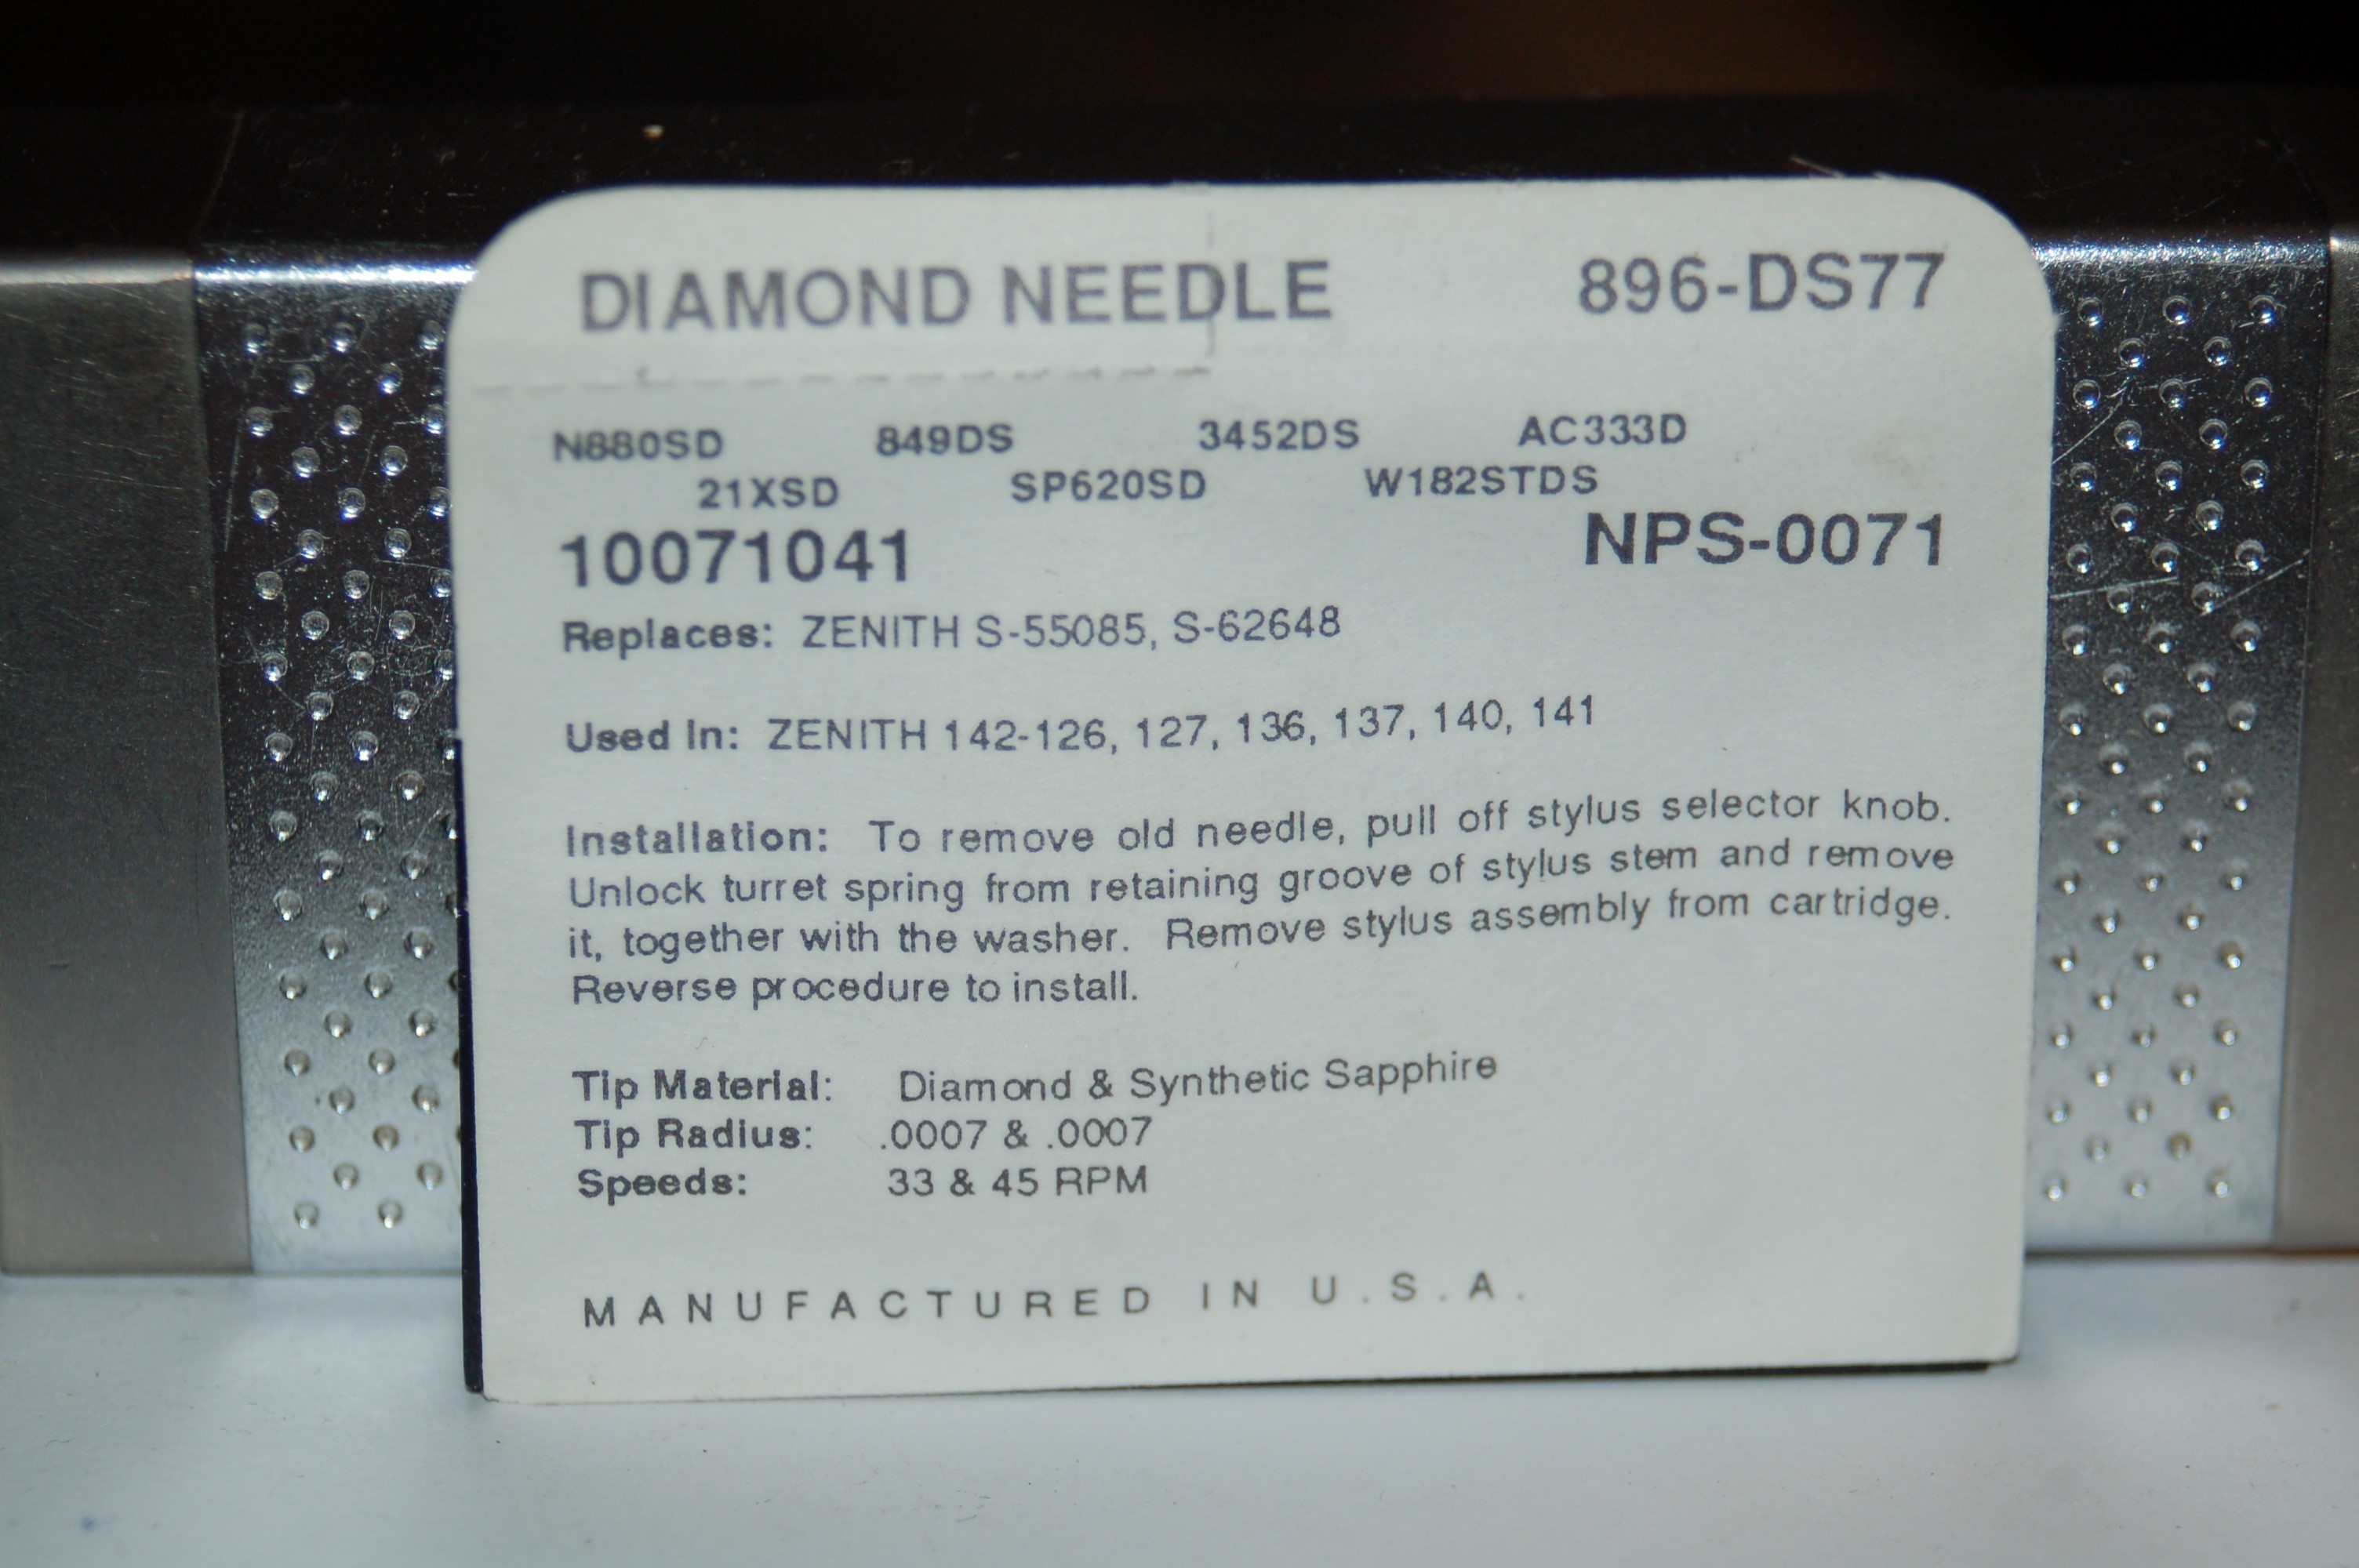 DIAMOND NEEDLE 896-DS77
N880SD 849DS 3452DS AC333D
21XSD SP620SD W182STDS
10071041 NPS-0071
Replaces: ZENITH S-55085, S-62648
Used In: ZENITH 142-126, 127, 136, 137, 140, 141
Installation: To remove old needle, pull off stylus selector knob.
Unlock turret spring from retaining groove of stylus stem and remove
it, together with the washer. Remove stylus assembly from cartridge.
Reverse procedure to install.
Tip Material: Diamond & Synthetic Sapphire
Tip Radius: .0007 & .0007
Speeds: 33 & 45 RPM
MANUFACTURED IN U.S.A.